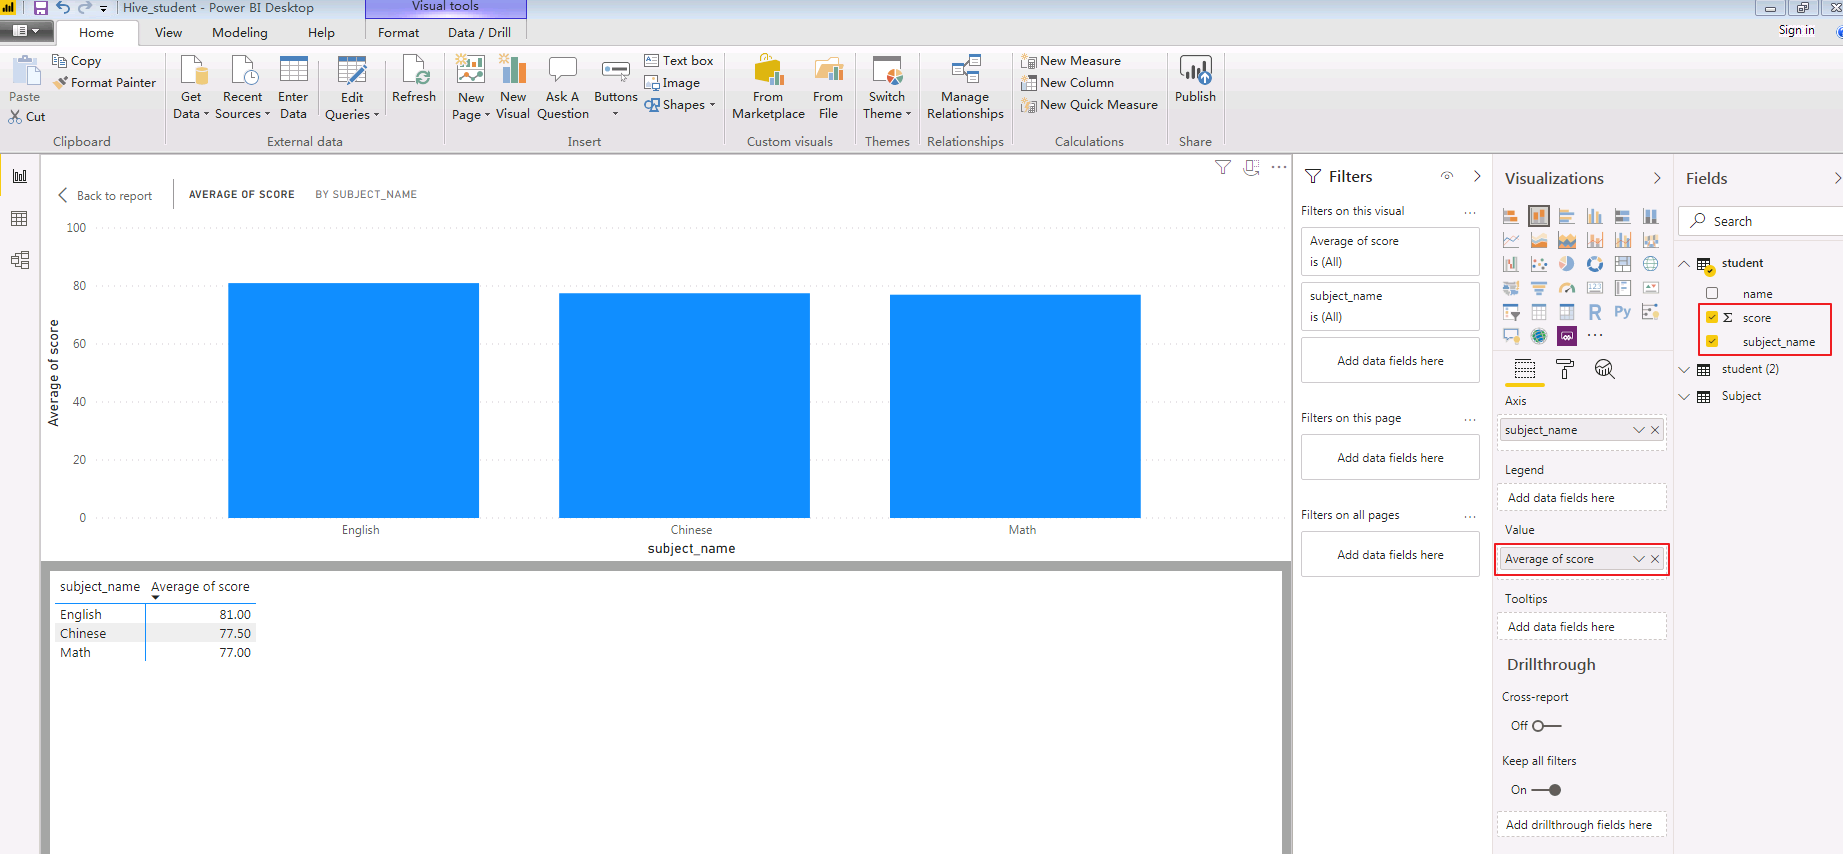 Hive_student - Power BI Desktop
Visual tools
Home
View
Modeling
Help
Format
Data / Drill
Sign in
Paste
Copy
Format Painter
Cut
Clipboard
Get Data
Recent Sources
Enter Data
Edit Queries
Refresh
External data
New Page
New Visual
Ask A Question
Buttons
Text box
Image
Shapes
Insert
From Marketplace
From File
Custom visuals
Switch Theme
Themes
Manage Relationships
Relationships
New Measure
New Column
New Quick Measure
Calculations
Publish
Share
Back to report
AVERAGE OF SCORE
BY SUBJECT_NAME
100
80
60
40
20
0
Average of score
English
Chinese
Math
subject_name
subject_name Average of score
English 81.00
Chinese 77.50
Math 77.00
Filters
Filters on this visual
Average of score
is (All)
subject_name
is (All)
Add data fields here
Filters on this page
Add data fields here
Filters on all pages
Add data fields here
Visualizations
R
Py
Axis
subject_name
Legend
Add data fields here
Value
Average of score
Tooltips
Add data fields here
Drillthrough
Cross-report
Off
Keep all filters
On
Add drillthrough fields here
Fields
Search
student
name
Σ score
subject_name
student (2)
Subject